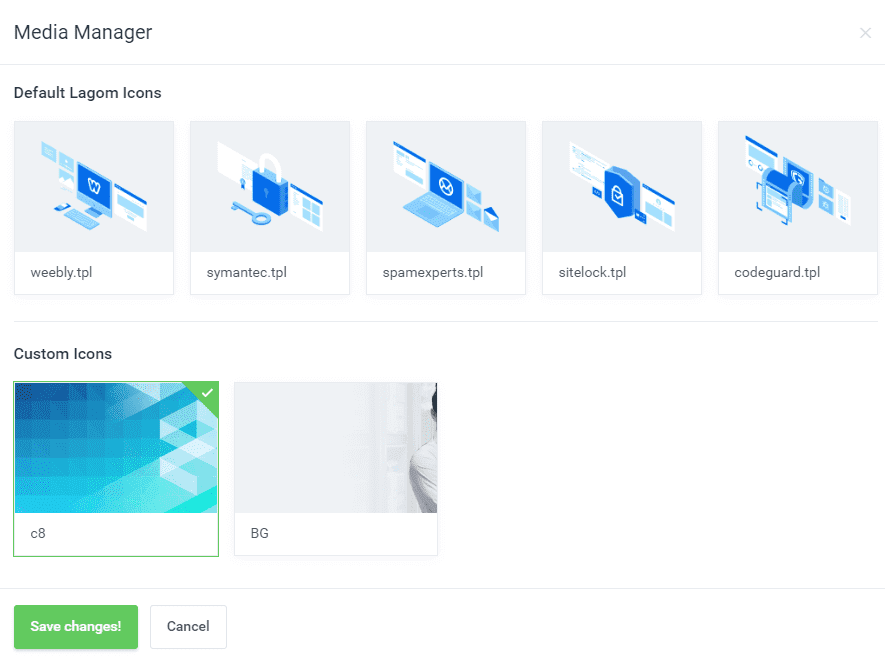 Media Manager
Default Lagom Icons
weebly.tpl
symantec.tpl
spamexperts.tpl
sitelock.tpl
codeguard.tpl
Custom Icons
c8
BG
Save changes!
Cancel